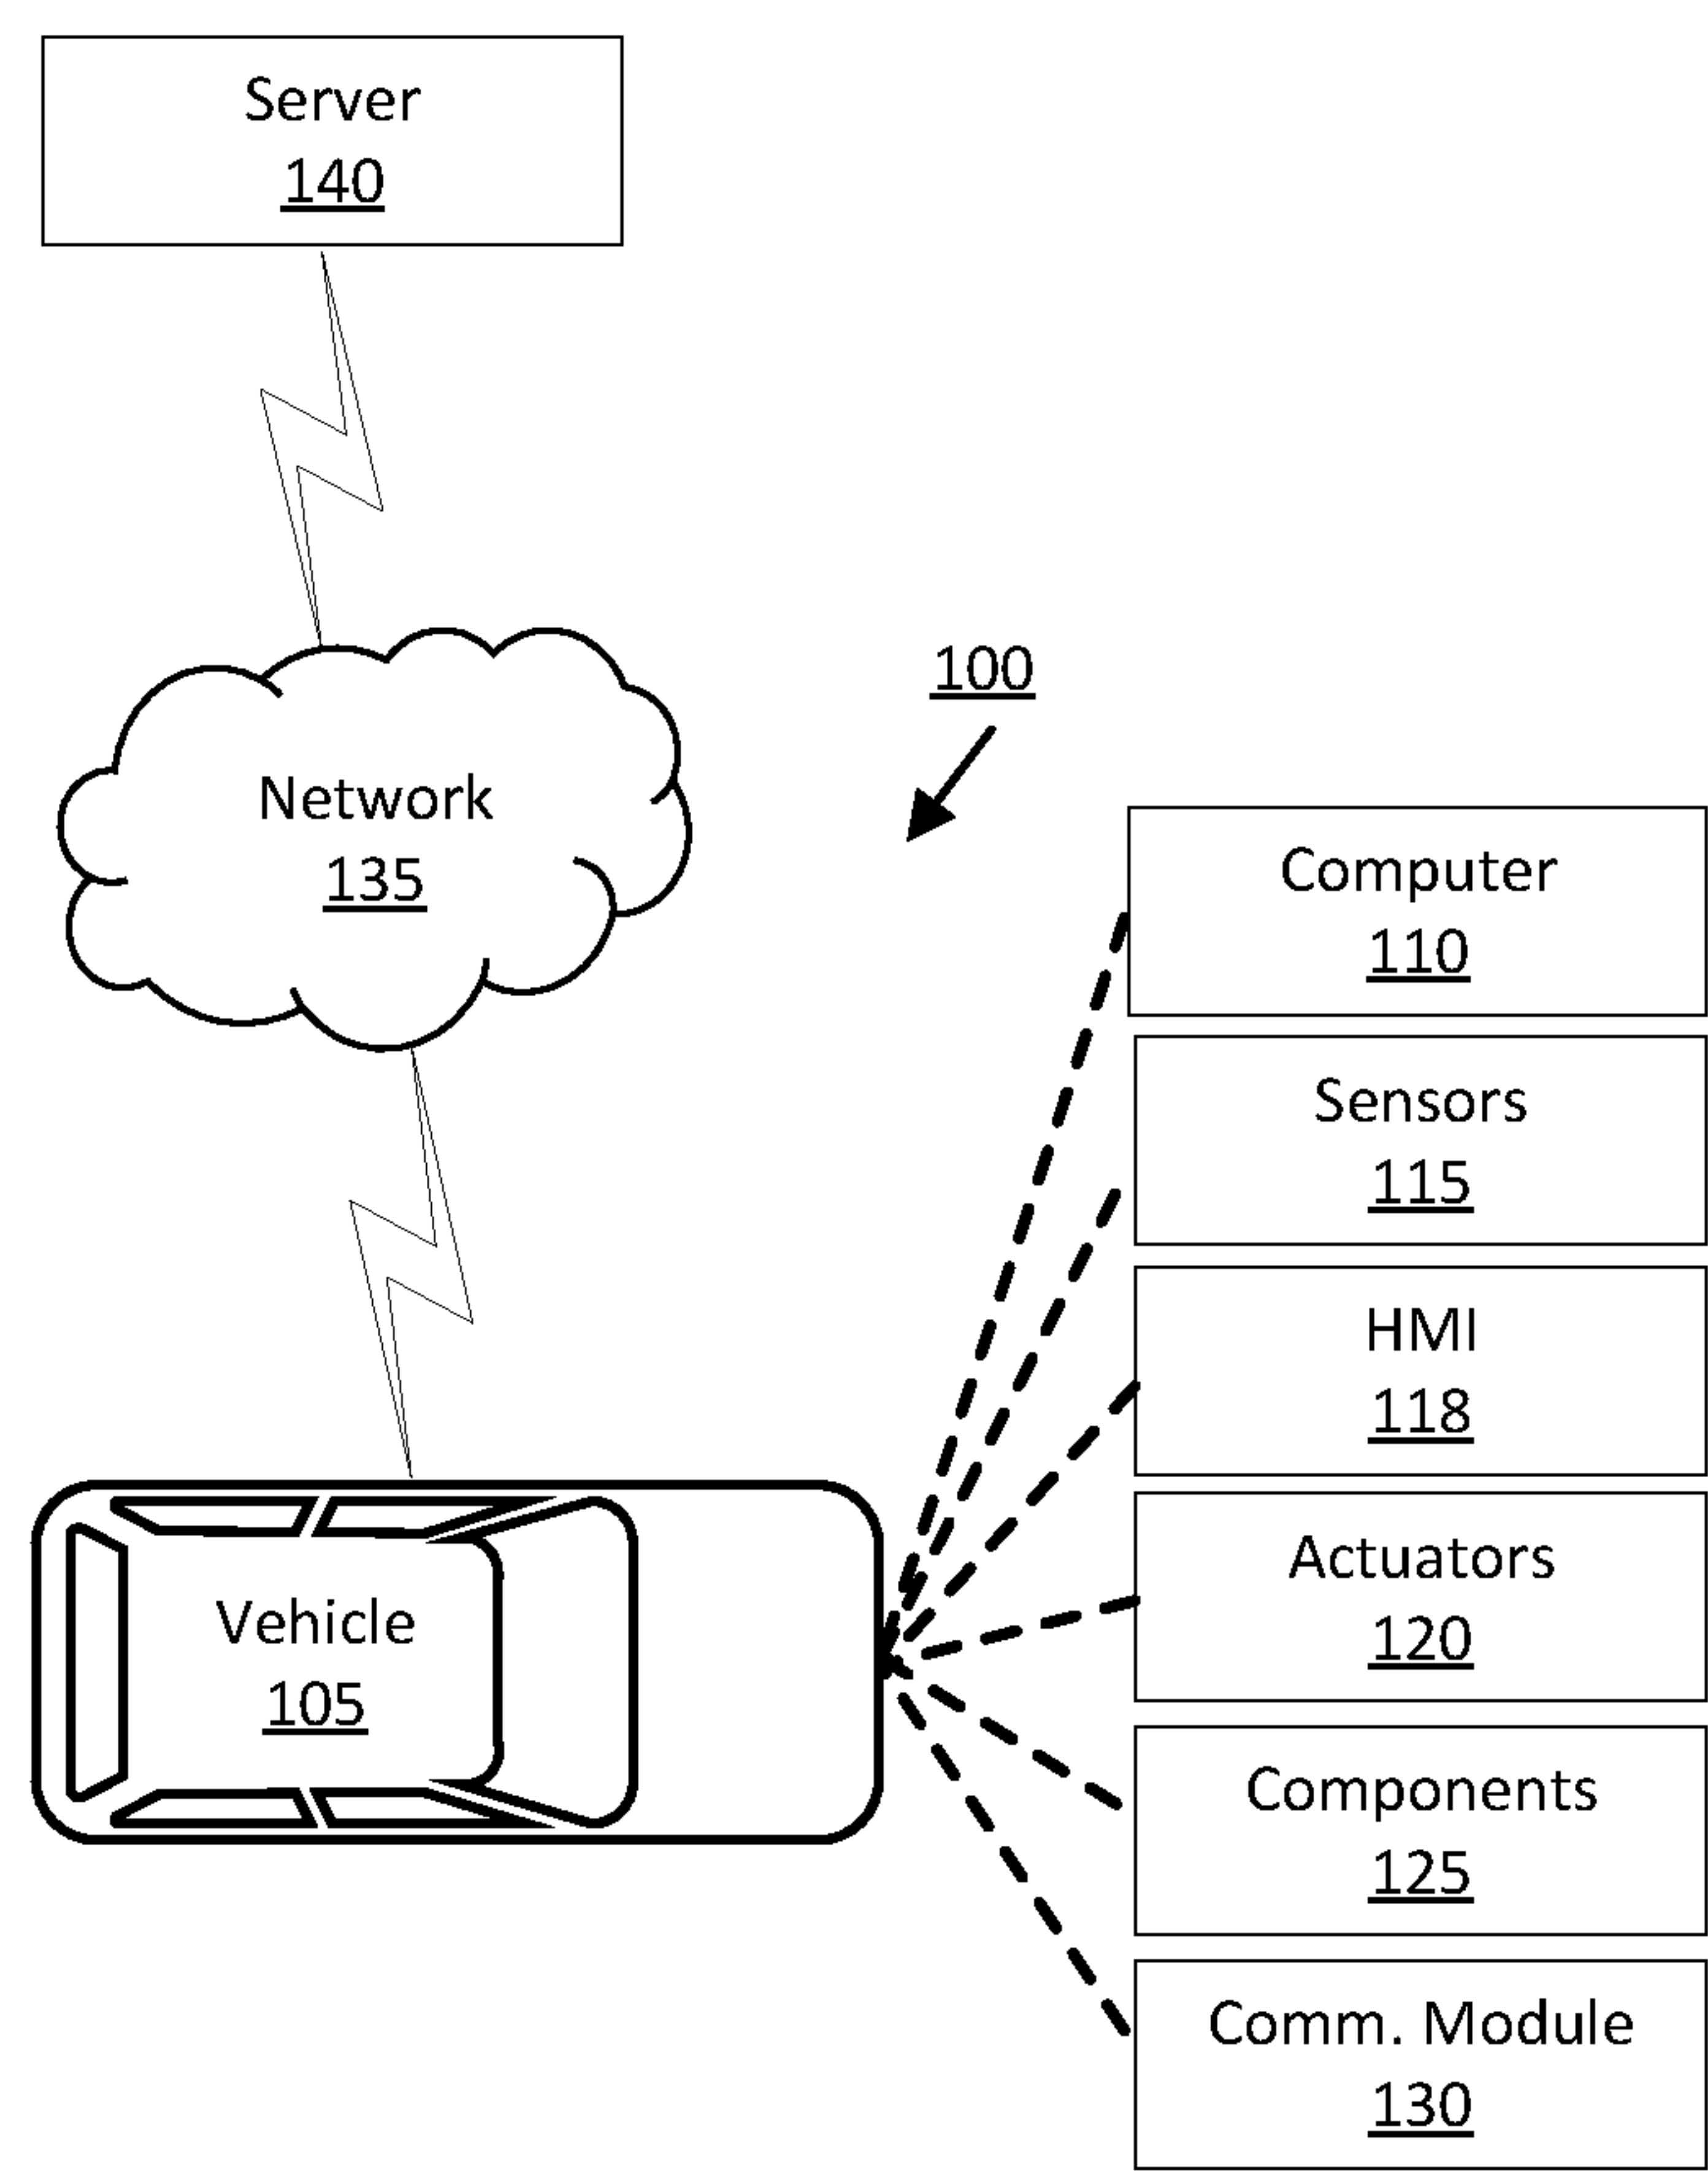 Server
140
Network
135
100
Computer
110
Sensors
115
HMI
118
Actuators
120
Vehicle
105
Components
125
Comm. Module
130